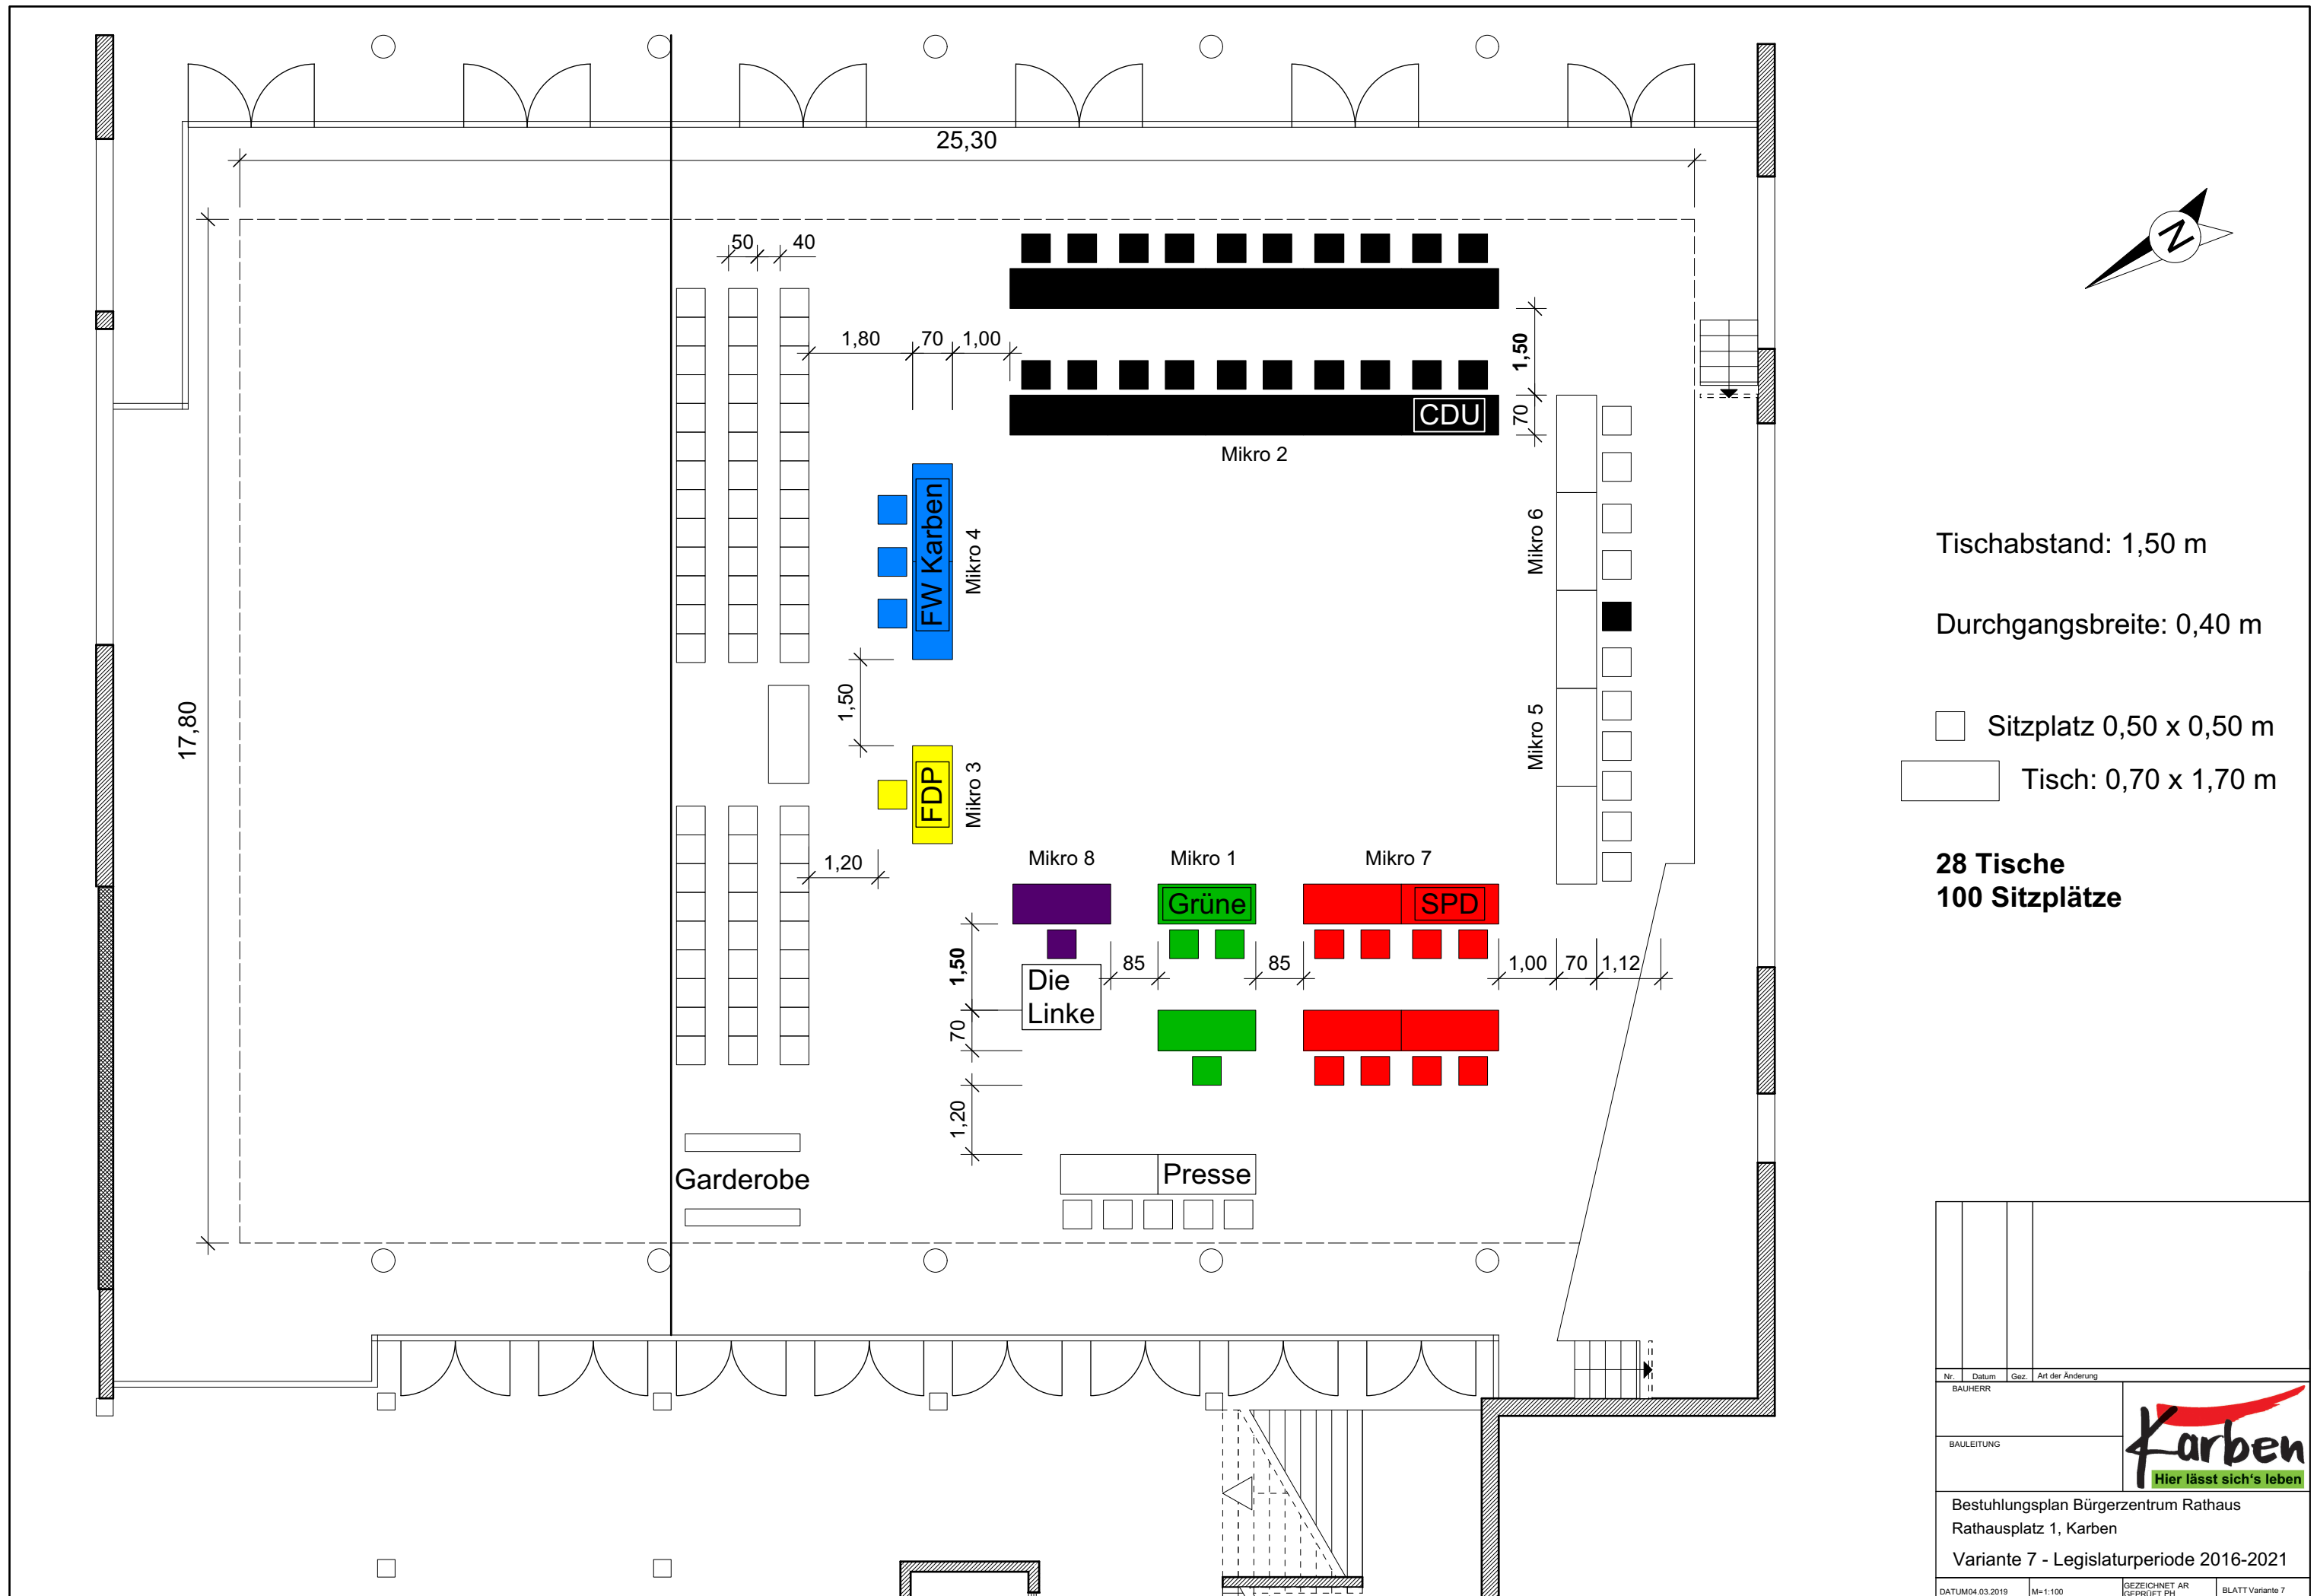 25,30
50
40
1,80
70
1,00
1,50
70
CDU
Mikro 2
FW Karben
Mikro 4
Mikro 6
Tischabstand: 1,50 m
Durchgangsbreite: 0,40 m
17,80
1,50
Mikro 5
Sitzplatz 0,50 x 0,50 m
Tisch: 0,70 x 1,70 m
FDP
Mikro 3
1,20
Mikro 8
Mikro 1
Mikro 7
28 Tische
100 Sitzplätze
Grüne
SPD
1,50
85
85
1,00
70
1,12
Die
Linke
70
1,20
Garderobe
Presse
N
Nr.
Datum
Gez.
Art der Änderung
BAUHERR
BAULEITUNG
Karben
Hier lässt sich's leben
Bestuhlungsplan Bürgerzentrum Rathaus
Rathausplatz 1, Karben
Variante 7 - Legislaturperiode 2016-2021
DATUM04.03.2019
M=1:100
GEZEICHNET AR
GEPRÜFT PH
BLATT Variante 7